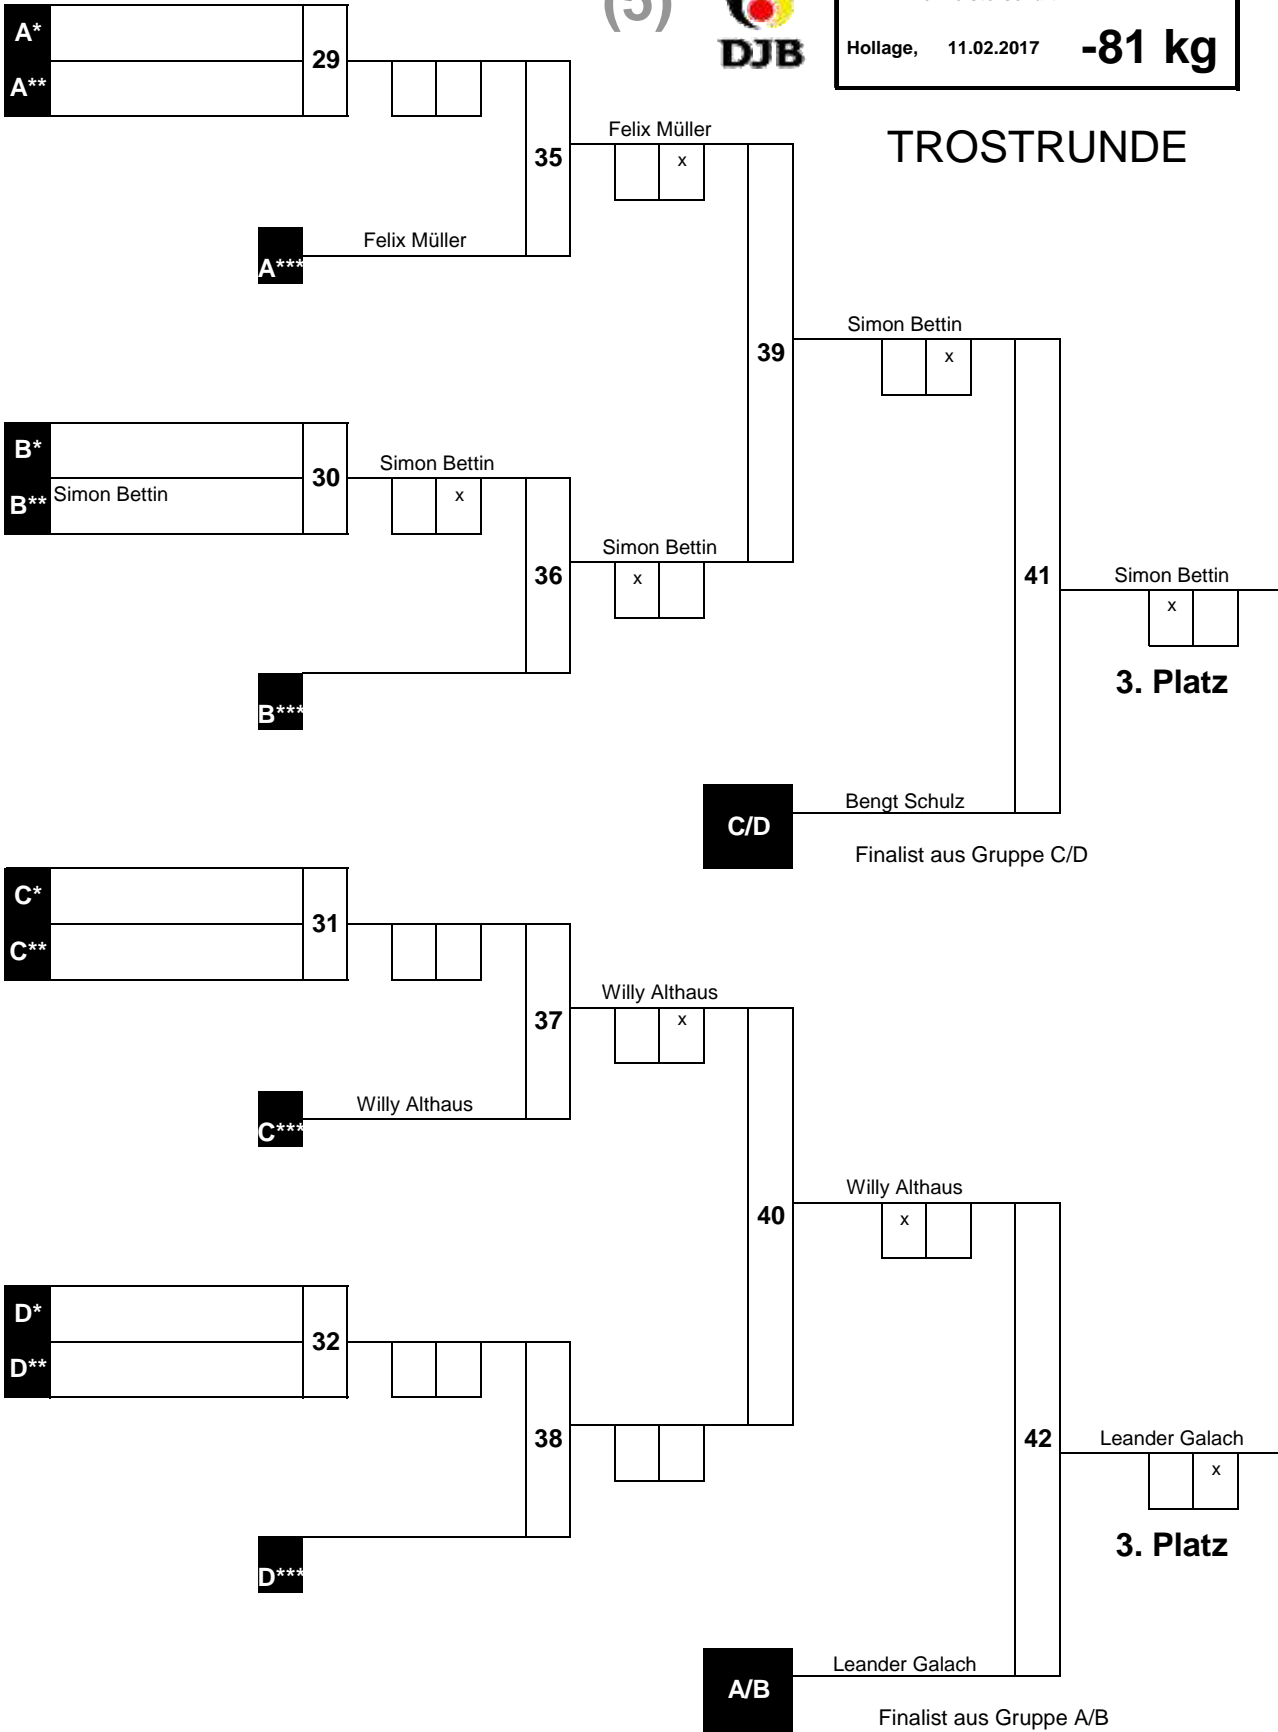 (5)
DJB
Hollage, 11.02.2017 -81 kg
TROSTRUNDE
A*
A**
29
35
Felix Müller
x
A***
Felix Müller
39
Simon Bettin
x
B*
B** Simon Bettin
30
Simon Bettin
x
36
Simon Bettin
x
B***
41
Simon Bettin
x
3. Platz
C/D
Bengt Schulz
Finalist aus Gruppe C/D
C*
C**
31
37
Willy Althaus
x
C***
Willy Althaus
40
Willy Althaus
x
D*
D**
32
38
D***
42
Leander Galach
x
3. Platz
A/B
Leander Galach
Finalist aus Gruppe A/B